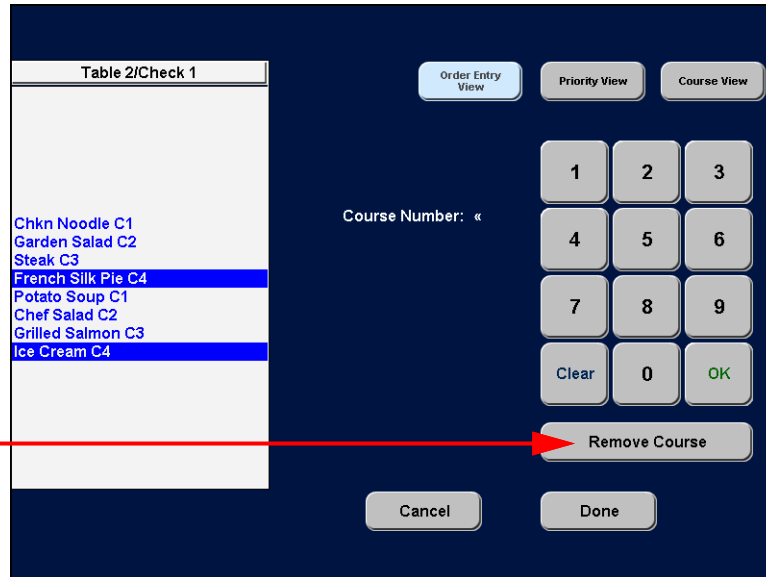 Table 2/Check 1
Order Entry
View
Priority View
Course View
1
2
3
Chkn Noodle C1
Garden Salad C2
Steak C3
French Silk Pie C4
Potato Soup C1
Chef Salad C2
Grilled Salmon C3
Ice Cream C4
Course Number: «
4
5
6
7
8
9
Clear
0
OK
Remove Course
Cancel
Done